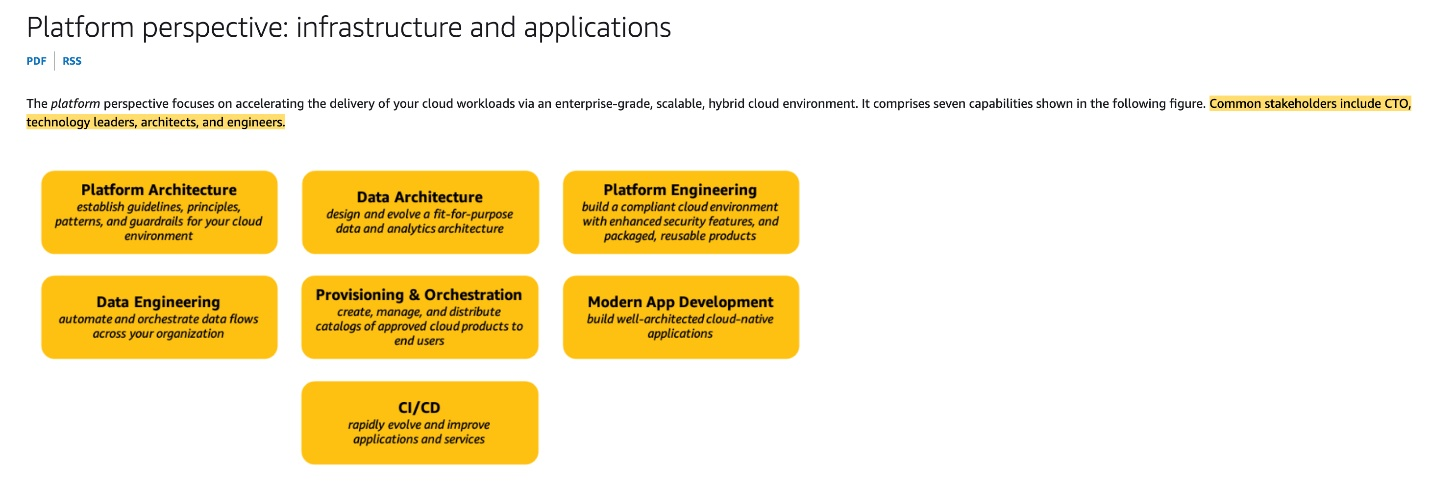 Platform perspective: infrastructure and applications
PDF
RSS
The platform perspective focuses on accelerating the delivery of your cloud workloads via an enterprise-grade, scalable, hybrid cloud environment. It comprises seven capabilities shown in the following figure. Common stakeholders include CTO,
technology leaders, architects, and engineers.
Platform Architecture
establish guidelines, principles,
patterns, and guardrails for your cloud
environment
Data Architecture
design and evolve a fit-for-purpose
data and analytics architecture
Platform Engineering
build a compliant cloud environment
with enhanced security features, and
packaged, reusable products
Data Engineering
automate and orchestrate data flows
across your organization
Provisioning & Orchestration
create, manage, and distribute
catalogs of approved cloud products to
end users
Modern App Development
build well-architected cloud-native
applications
CI/CD
rapidly evolve and improve
applications and services